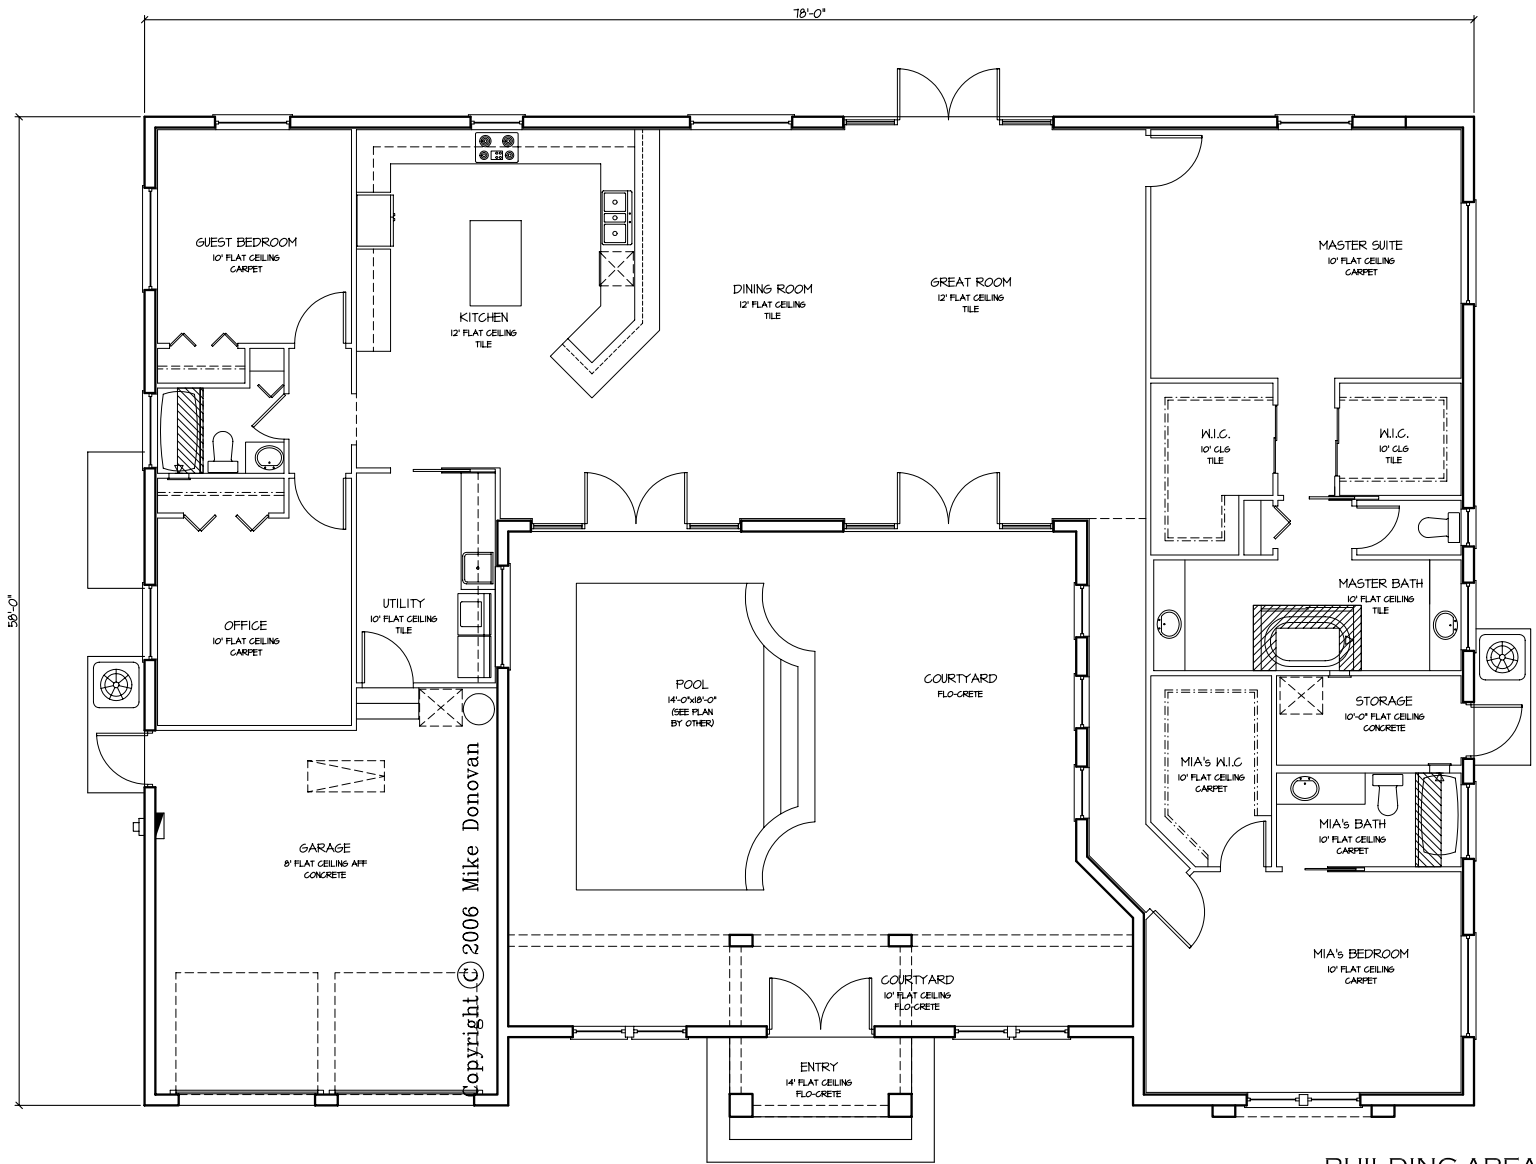 78'-0"
58'-0"
GUEST BEDROOM
10' FLAT CEILING
CARPET
KITCHEN
12' FLAT CEILING
TILE
DINING ROOM
12' FLAT CEILING
TILE
GREAT ROOM
12' FLAT CEILING
TILE
MASTER SUITE
10' FLAT CEILING
CARPET
W.I.C.
10' CLG
TILE
W.I.C.
10' CLG
TILE
MASTER BATH
10' FLAT CEILING
TILE
OFFICE
10' FLAT CEILING
CARPET
UTILITY
10' FLAT CEILING
TILE
POOL
14'-0"x18'-0"
(SEE PLAN
BY OTHER)
COURTYARD
FLO-CRETE
STORAGE
10'-0" FLAT CEILING
CONCRETE
MIA's W.I.C
10' FLAT CEILING
CARPET
MIA's BATH
10' FLAT CEILING
CARPET
GARAGE
8' FLAT CEILING AFF
CONCRETE
Copyright © 2006 Mike Donovan
MIA's BEDROOM
10' FLAT CEILING
CARPET
COURTYARD
10' FLAT CEILING
FLO-CRETE
ENTRY
14' FLAT CEILING
FLO-CRETE
BUILDING AREA